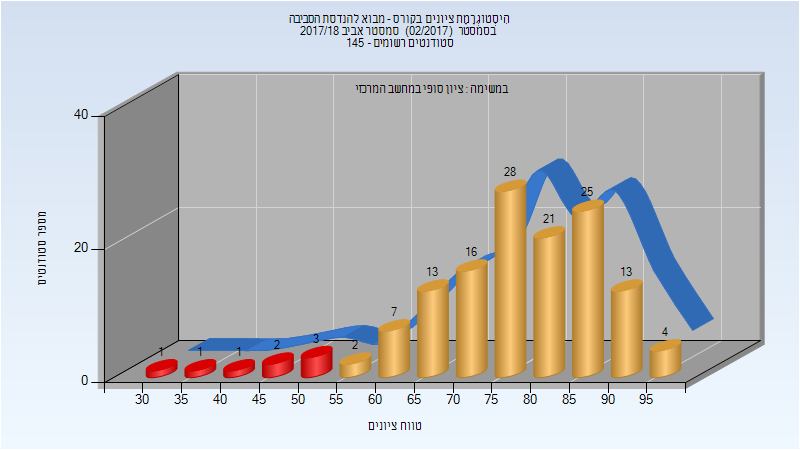 היסטוגרמת ציונים בקורס - מבוא להנדסת הסביבה
בסמסטר (02/2017) סמסטר אביב 2017/18
סטודנטים רשומים - 145
במשימה : ציון סופי במחשב המרכזי
40
20
0
מספר סטודנטים
1 1 1 2 3 2 7 13 16 28 21 25 13 4
30 35 40 45 50 55 60 65 70 75 80 85 90 95
טווח ציונים